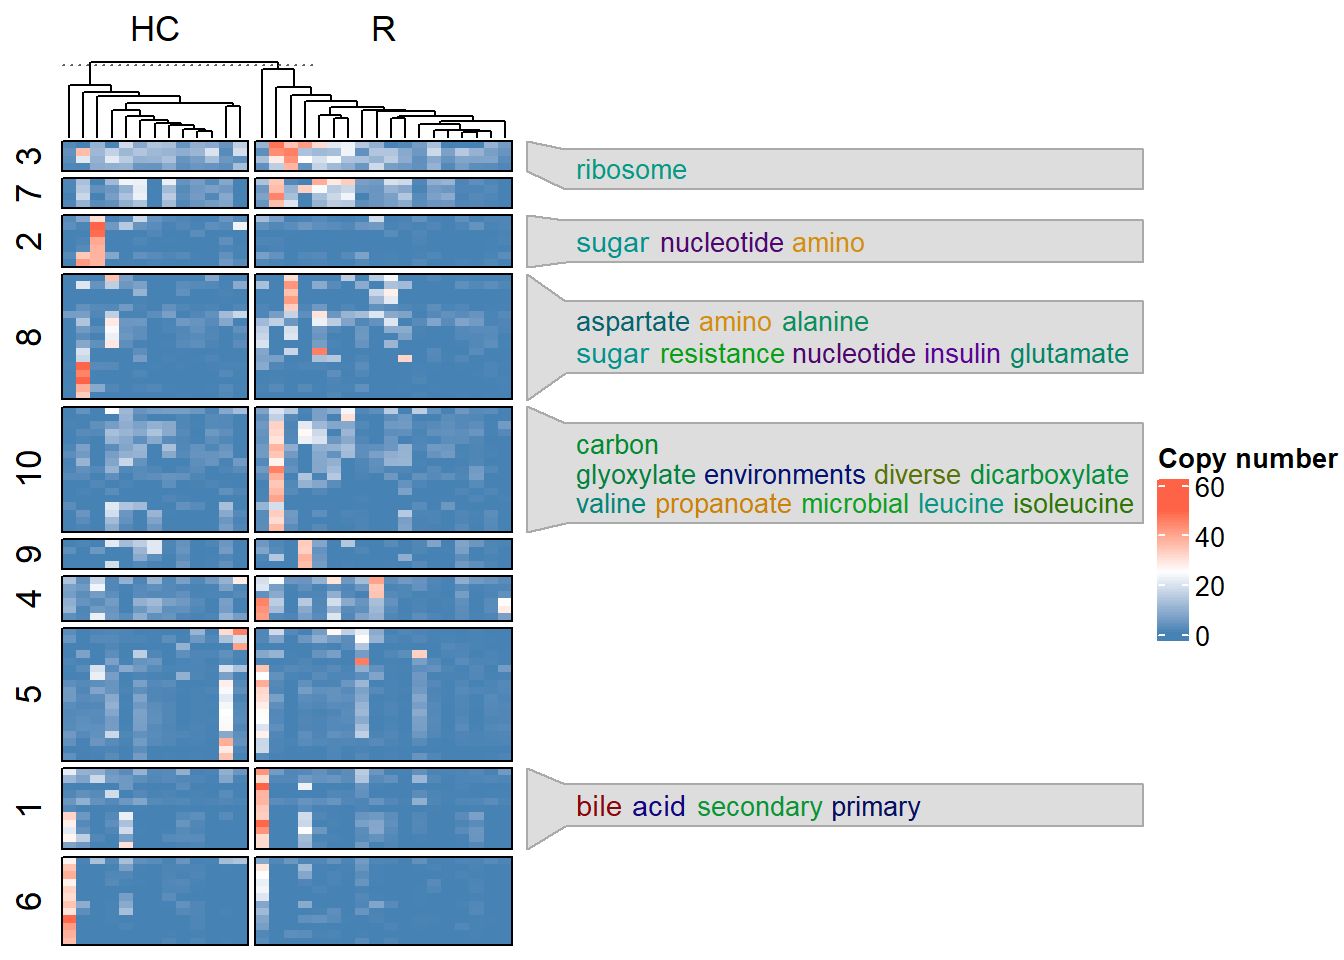 HC R
3
ribosome
7
2
sugar nucleotide amino
8
aspartate amino alanine
sugar resistance nucleotide insulin glutamate
10
carbon
glyoxylate environments diverse dicarboxylate
valine propanoate microbial leucine isoleucine
9
4
5
1
bile acid secondary primary
6
Copy number
60
40
20
0